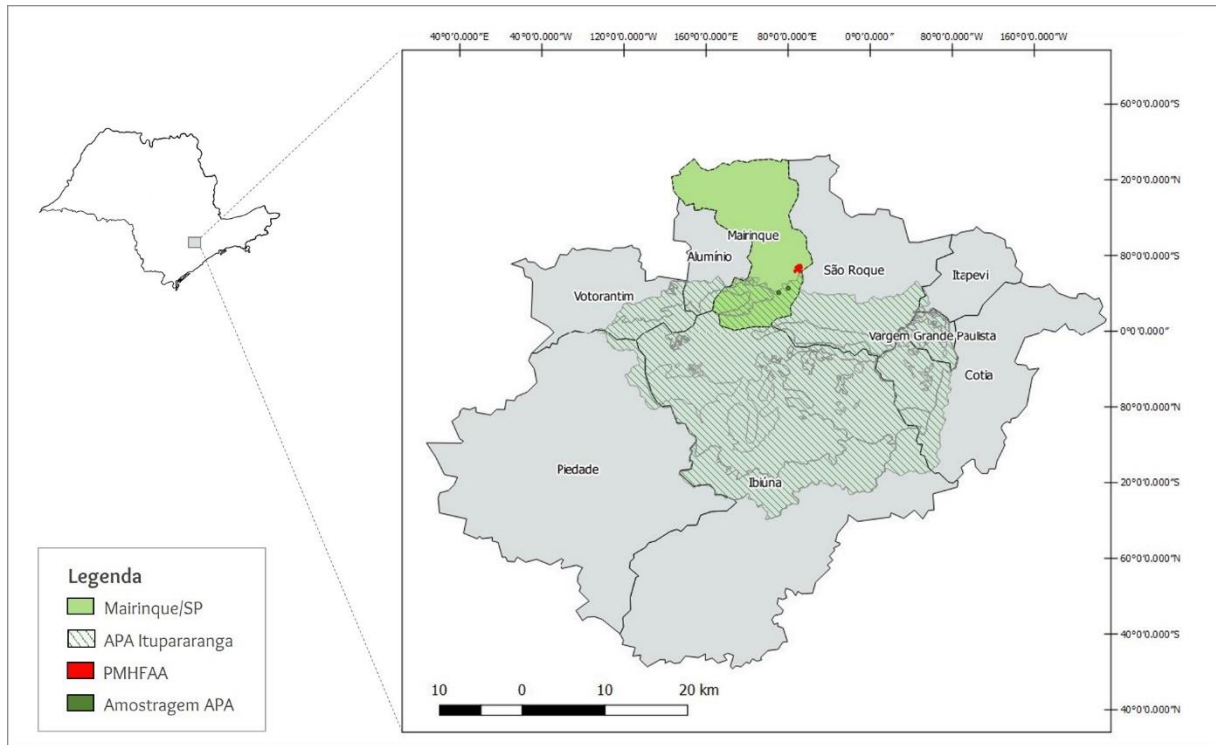 40°0'0.000"E 40°0'0.000"W 120°0'0.000"W 160°0'0.000"W 80°0'0.000"E 0°0'0.000"W 80°0'0.000"W 160°0'0.000"W
60°0'0.000"S
20°0'0.000"N
80°0'0.000"S
0°0'0.000"
80°0'0.000"N
20°0'0.000"S
60°0'0.000"N
40°0'0.000"S
40°0'0.000"N
Mairinque
Alumínio
São Roque
Itapevi
Votorantim
Vargem Grande Paulista
Cotia
Piedade
Ibiúna
Legenda
Mairinque/SP
APA Itupararanga
PMHFAA
Amostragem APA
10 0 10 20 km